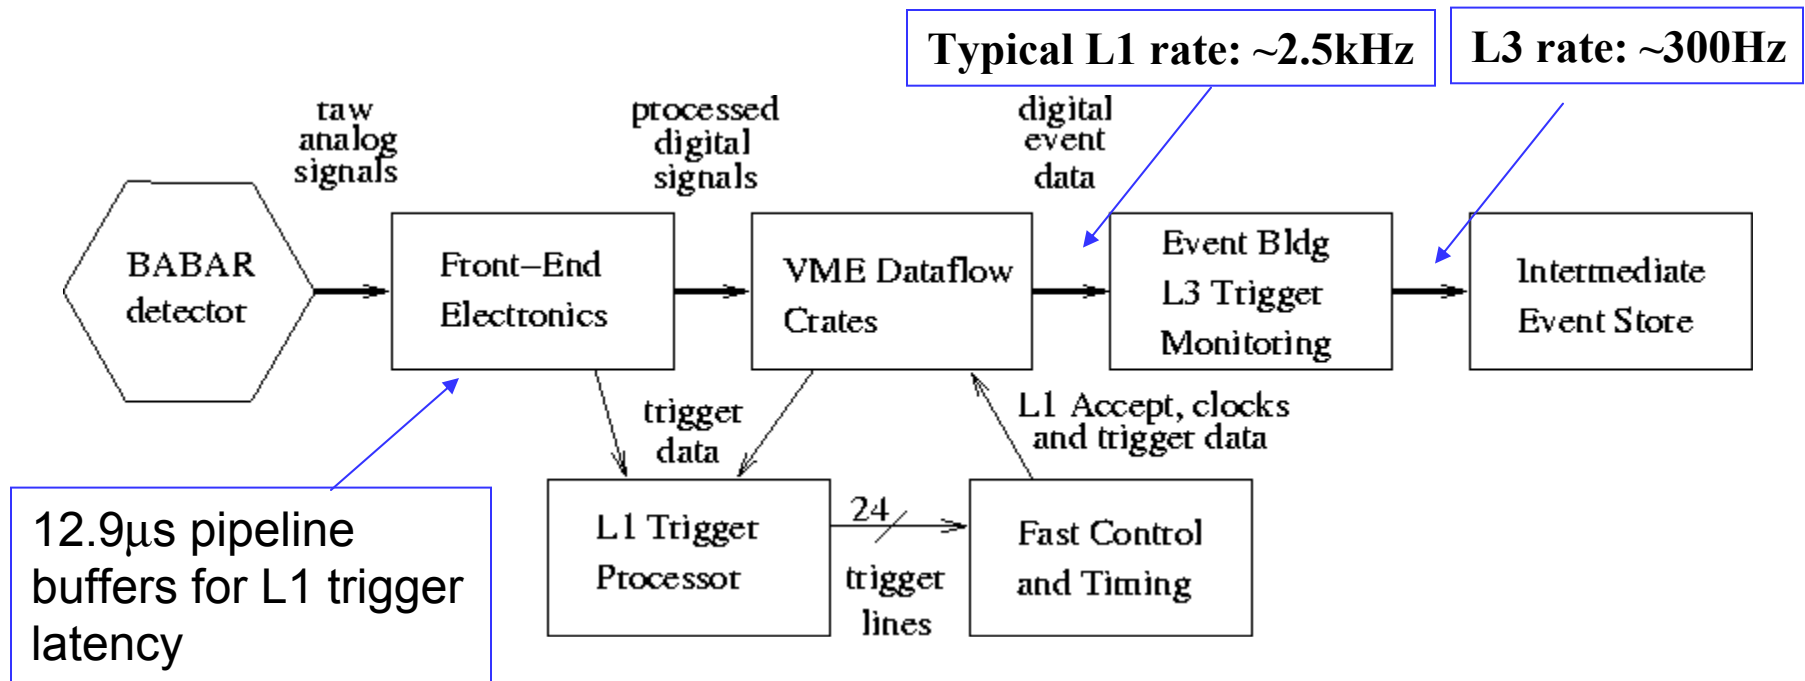 Typical L1 rate: ~2.5kHz
L3 rate: ~300Hz
raw
analog
signals
processed
digital
signals
digital
event
data
BABAR
detector
Front-End
Electronics
VME Dataflow
Crates
Event Bldg
L3 Trigger
Monitoring
Intermediate
Event Store
trigger
data
L1 Accept, clocks
and trigger data
12.9μs pipeline
buffers for L1 trigger
latency
L1 Trigger
Processor
24
trigger
lines
Fast Control
and Timing